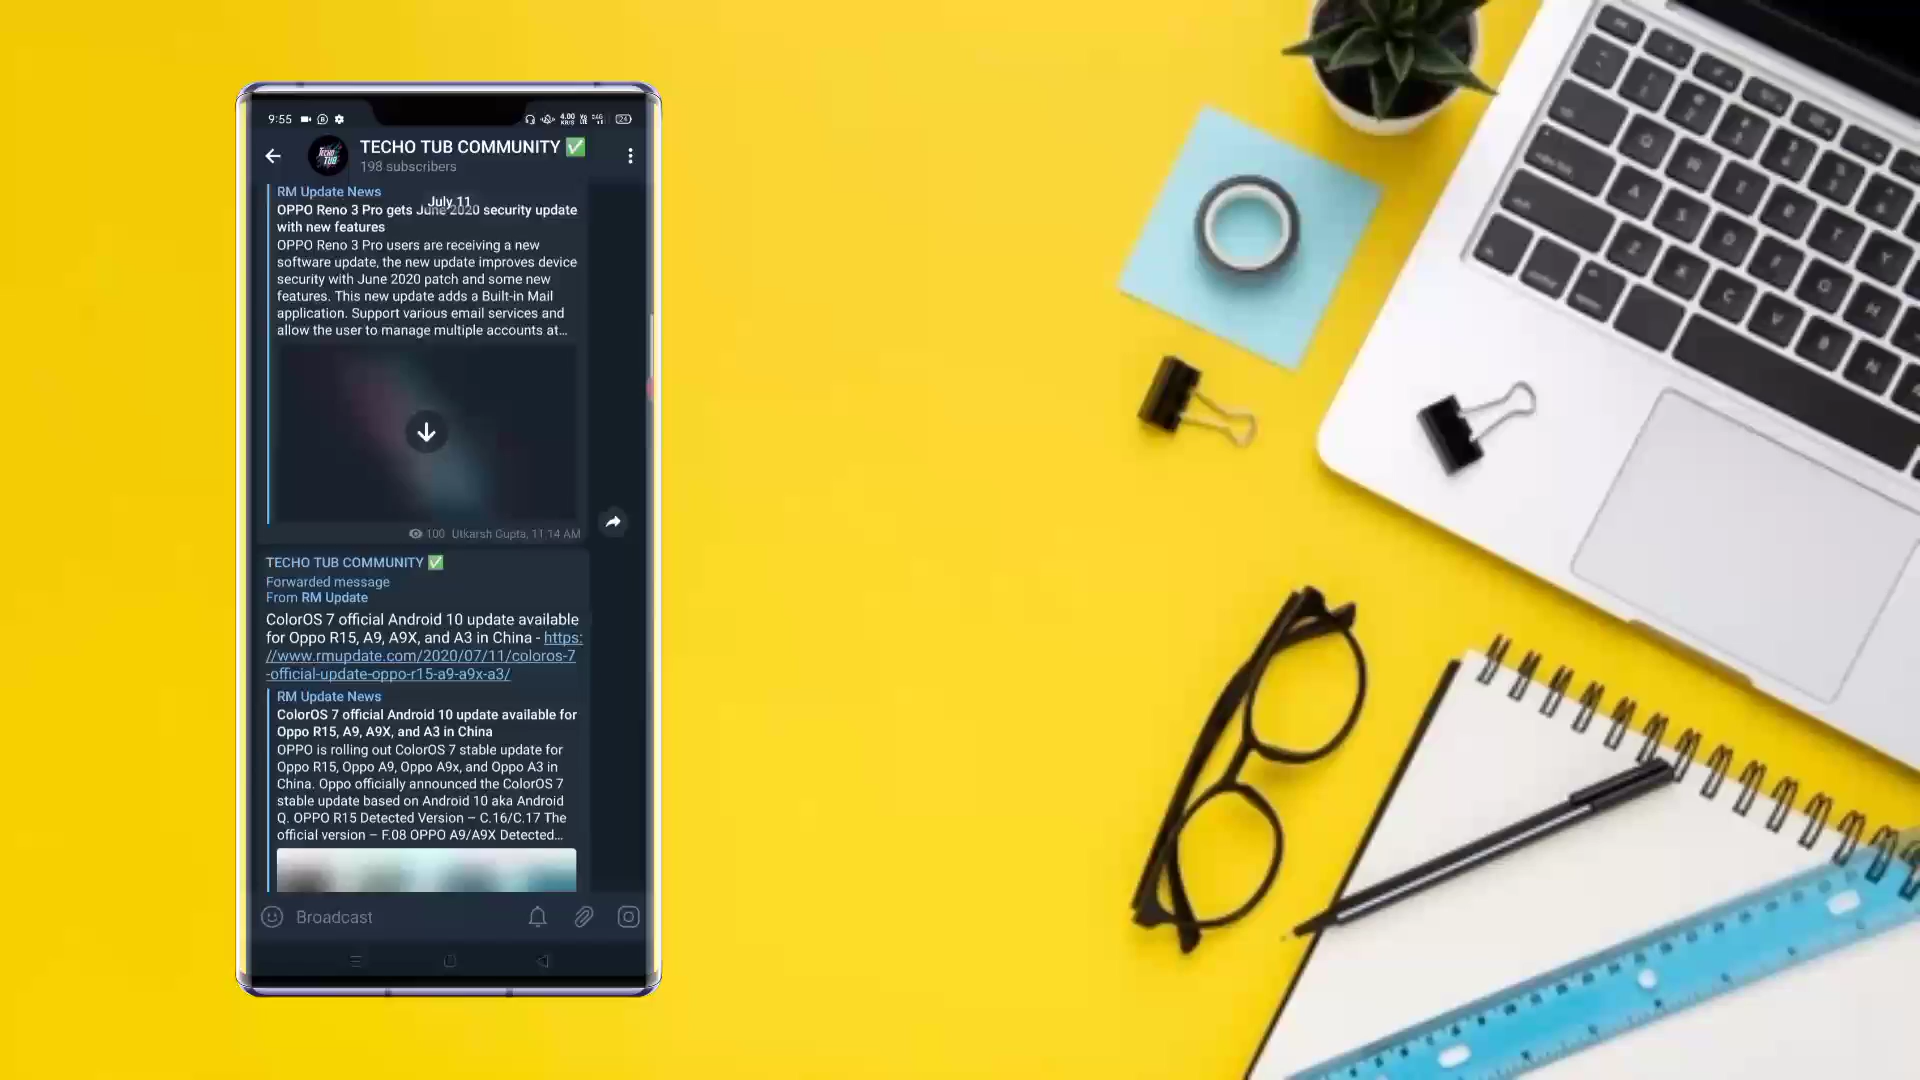 9:55
4.00 KB/S
24
TECHO TUB COMMUNITY ✅
198 subscribers
TECHO TUB
RM Update News
July 11
OPPO Reno 3 Pro gets June 2020 security update
with new features
OPPO Reno 3 Pro users are receiving a new
software update, the new update improves device
security with June 2020 patch and some new
features. This new update adds a Built-in Mail
application. Support various email services and
allow the user to manage multiple accounts at...
100 Utkarsh Gupta, 11:14 AM
TECHO TUB COMMUNITY ✅
Forwarded message
From RM Update
ColorOS 7 official Android 10 update available
for Oppo R15, A9, A9X, and A3 in China - https:
//www.rmupdate.com/2020/07/11/coloros-7
-official-update-oppo-r15-a9-a9x-a3/
RM Update News
ColorOS 7 official Android 10 update available for
Oppo R15, A9, A9X, and A3 in China
OPPO is rolling out ColorOS 7 stable update for
Oppo R15, Oppo A9, Oppo A9x, and Oppo A3 in
China. Oppo officially announced the ColorOS 7
stable update based on Android 10 aka Android
Q. OPPO R15 Detected Version – C.16/C.17 The
official version – F.08 OPPO A9/A9X Detected...
Broadcast